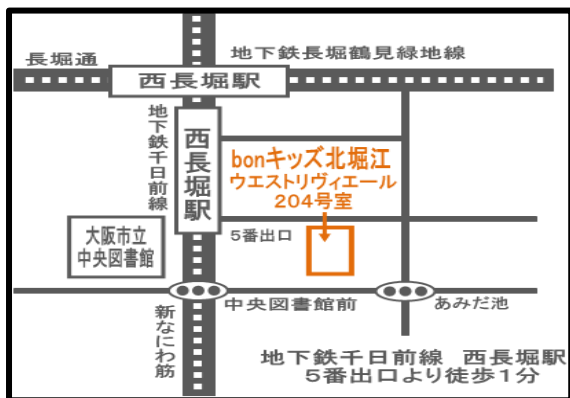 長堀通
地下鉄長堀鶴見緑地線
西長堀駅
地下鉄千日前線
西長堀駅
bonキッズ北堀江
ウエストリヴィエール
204号室
5番出口
大阪市立
中央図書館
新なにわ筋
中央図書館前
あみだ池
地下鉄千日前線 西長堀駅
5番出口より徒歩1分